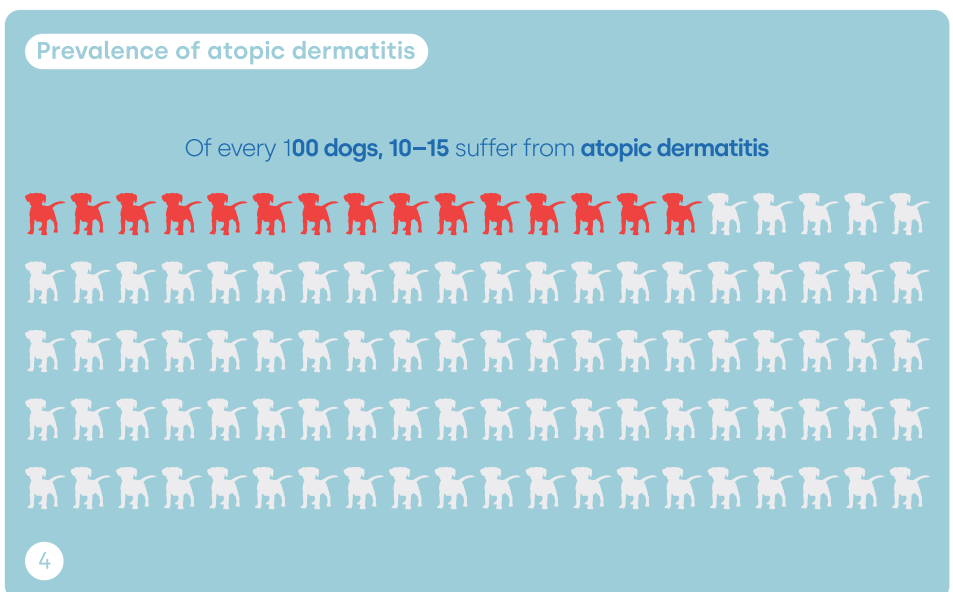 Prevalence of atopic dermatitis
Of every 100 dogs, 10–15 suffer from atopic dermatitis
4